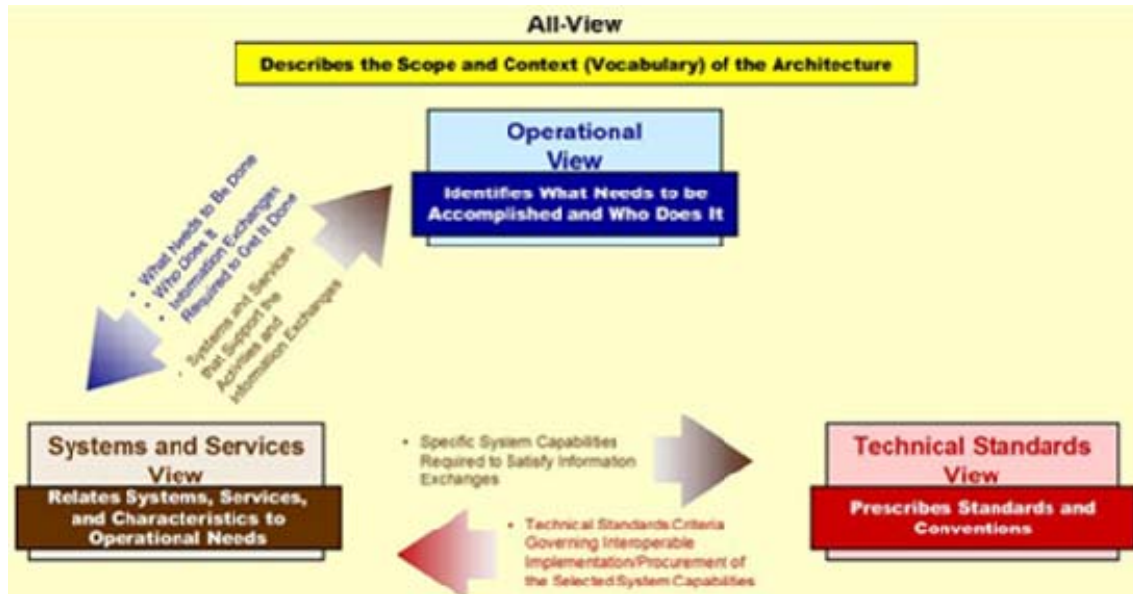 All-View
Describes the Scope and Context (Vocabulary) of the Architecture
Operational
View
Identifies What Needs to be
Accomplished and Who Does It
• What Needs to Be Done
• Who Does It
• Information Exchanges
Required to Get It Done
• Systems and Services
that Support the
Activities and
Information Exchanges
Systems and Services
View
Relates Systems, Services,
and Characteristics to
Operational Needs
• Specific System Capabilities
Required to Satisfy Information
Exchanges
• Technical Standards Criteria
Governing Interoperable
Implementation/Procurement of
the Selected System Capabilities
Technical Standards
View
Prescribes Standards and
Conventions